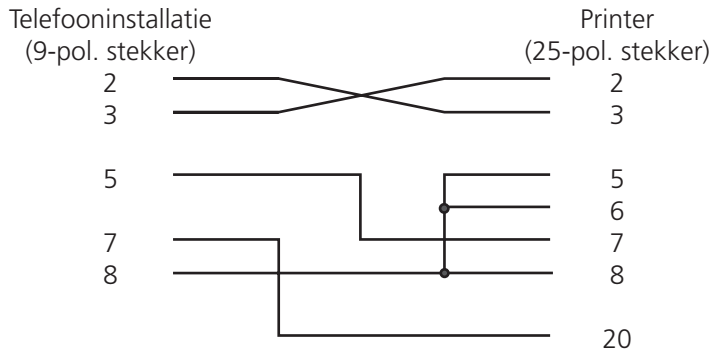 Telefooninstallatie
(9-pol. stekker)
Printer
(25-pol. stekker)
2 2
3 3
5 5
6
7 7
8 8
20